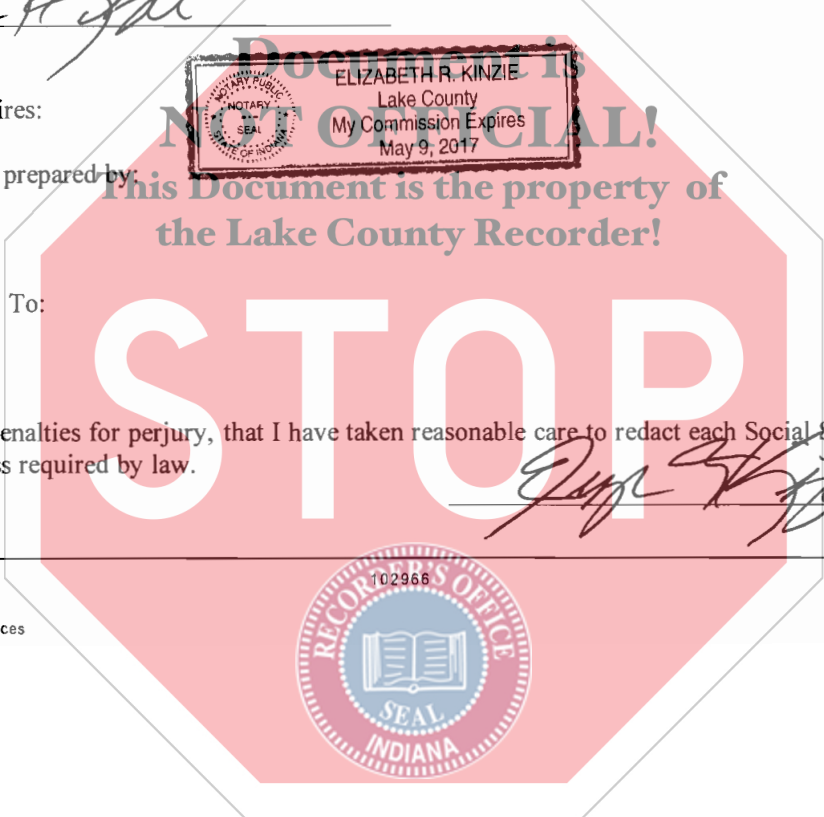 Document is
ELIZABETH R. KINZIE
Lake County
My Commission Expires
May 9, 2017
NOTARY PUBLIC
NOTARY
SEAL
STATE OF INDIANA
ires:
NOT OFFICIAL!
prepared by:
This Document is the property of
the Lake County Recorder!
To:
STOP
enalties for perjury, that I have taken reasonable care to redact each Social
s required by law.
102966
ces
RECORDER'S OFFICE
SEAL
INDIANA